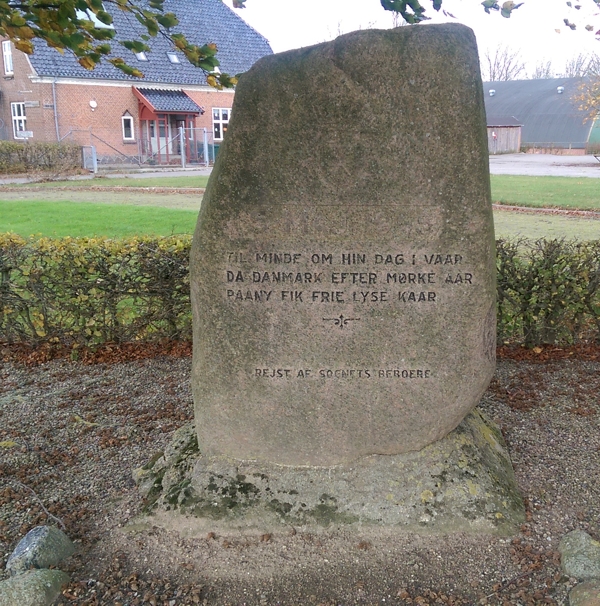 TIL MINDE OM HIN DAG I VAAR
DA DANMARK EFTER MØRKE AAR
PAANY FIK FRIE LYSE KAAR
REJST AF SOGNETS BEBOERE